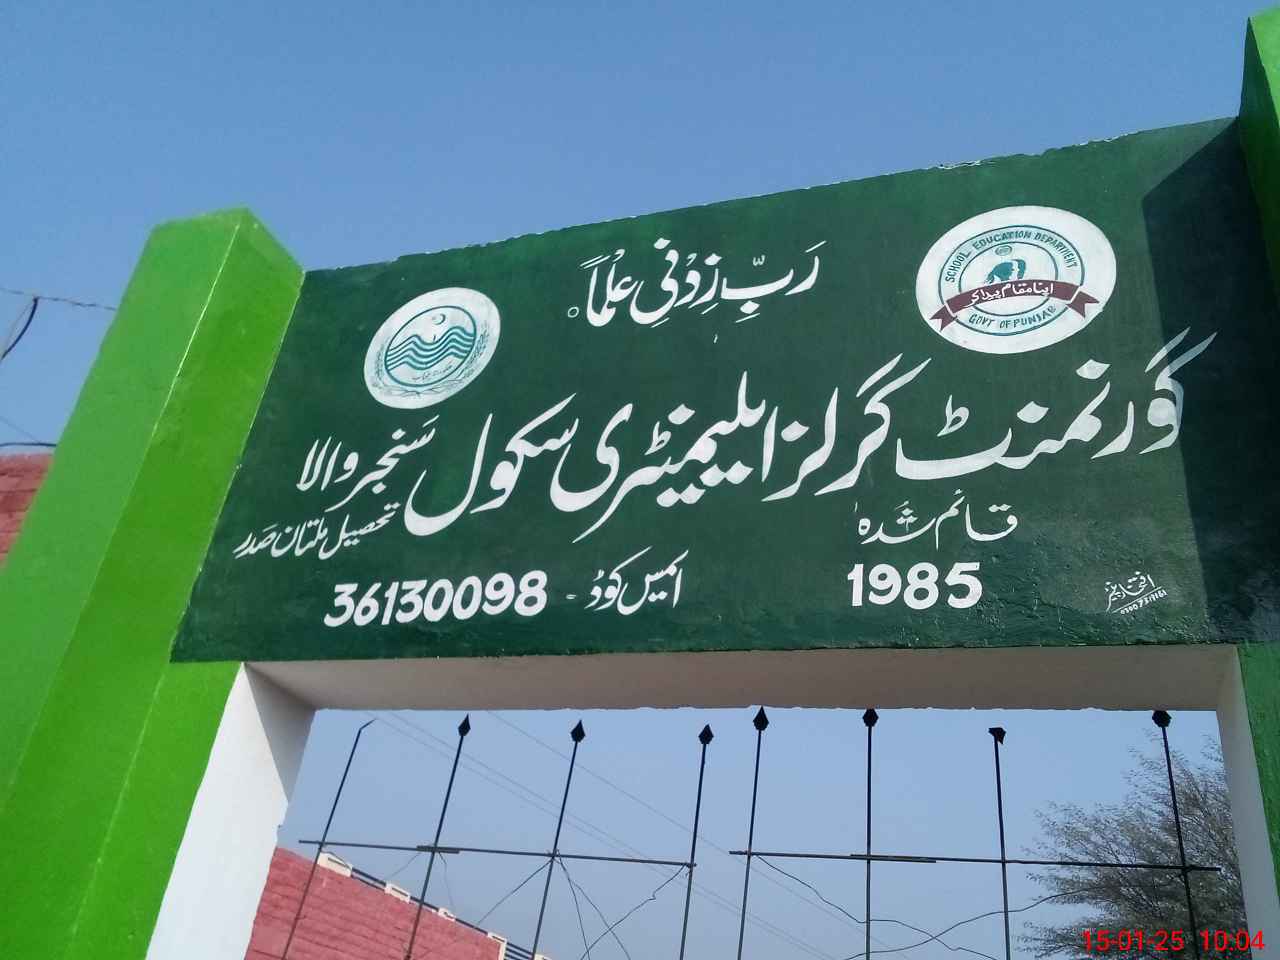 رَبِّ زِدْنِی عِلْماً
SCHOOL EDUCATION DEPARTMENT
اپنا مقام پیدا کر
GOVT OF PUNJAB
گورنمنٹ گرلز ایلیمنٹری سکول سنجر والا
تحصیل ملتان صدر
قائم شدہ
1985
ایمیس کوڈ - 36130098
15-01-25 10:04